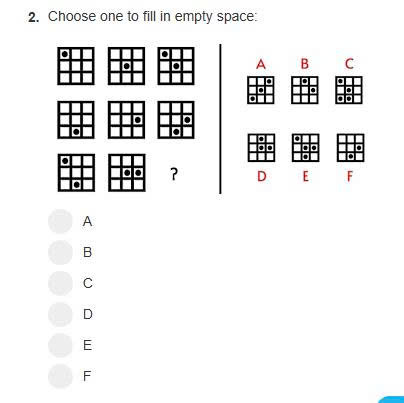 2. Choose one to fill in empty space:
A B C
?
D E F
A
B
C
D
E
F